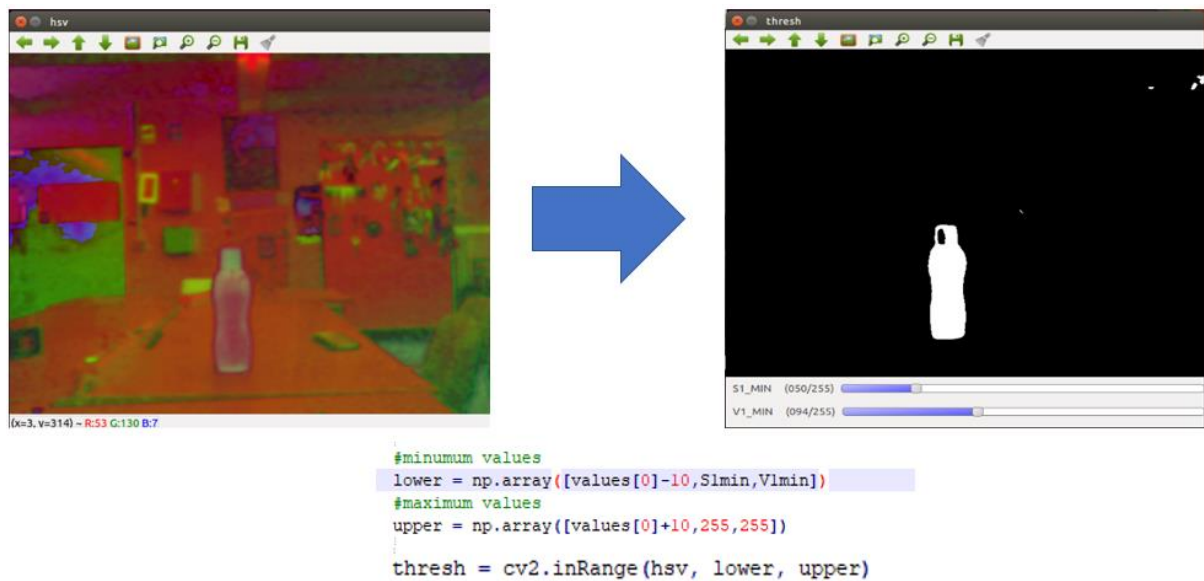 hsv
thresh
S1_MIN (050/255)
V1_MIN (094/255)
(x=3, y=314) ~ R:53 G:130 B:7
#minumum values
lower = np.array([values[0]-10,S1min,V1min])
#maximum values
upper = np.array([values[0]+10,255,255])
thresh = cv2.inRange(hsv, lower, upper)